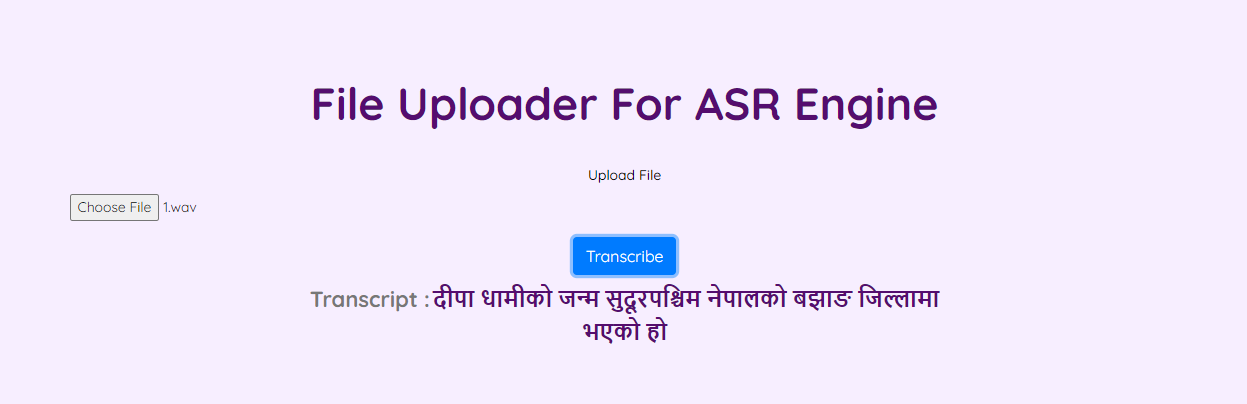 File Uploader For ASR Engine
Upload File
Choose File 1.wav
Transcribe
Transcript : दीपा धामीको जन्म सुदूरपश्चिम नेपालको बझाङ जिल्लामा
भएको हो